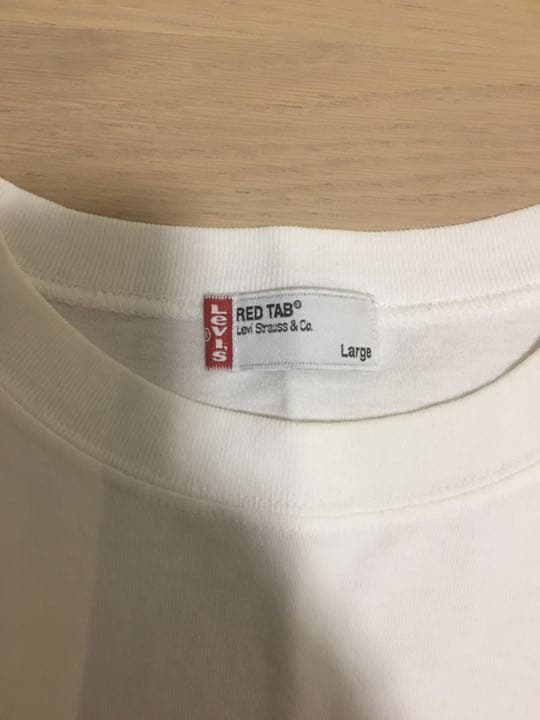 LEVI'S
®
RED TAB®
Levi Strauss & Co.
Large